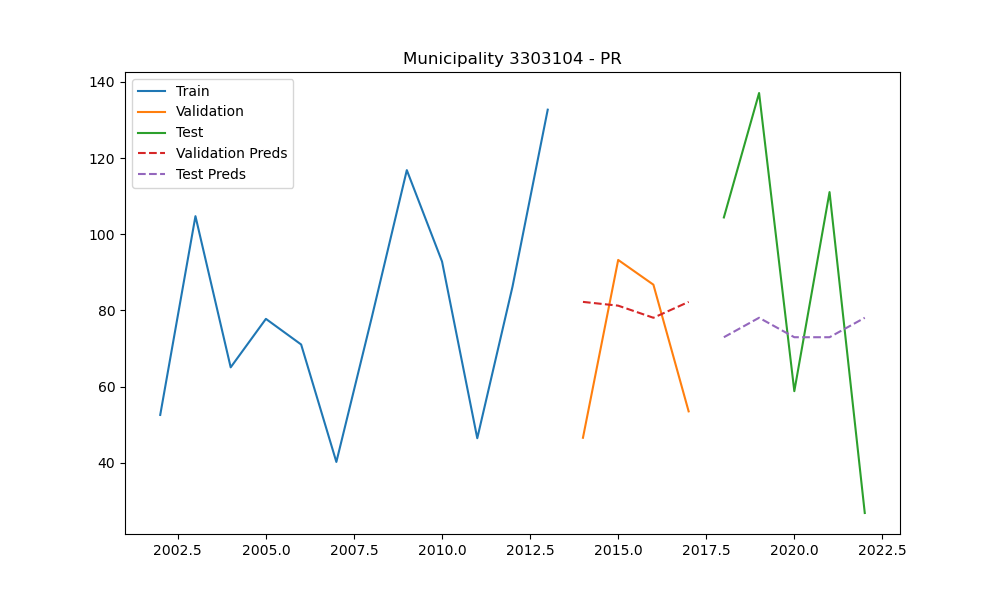 Municipality 3303104 - PR
Train
Validation
Test
Validation Preds
Test Preds
140
120
100
80
60
40
2002.5 2005.0 2007.5 2010.0 2012.5 2015.0 2017.5 2020.0 2022.5